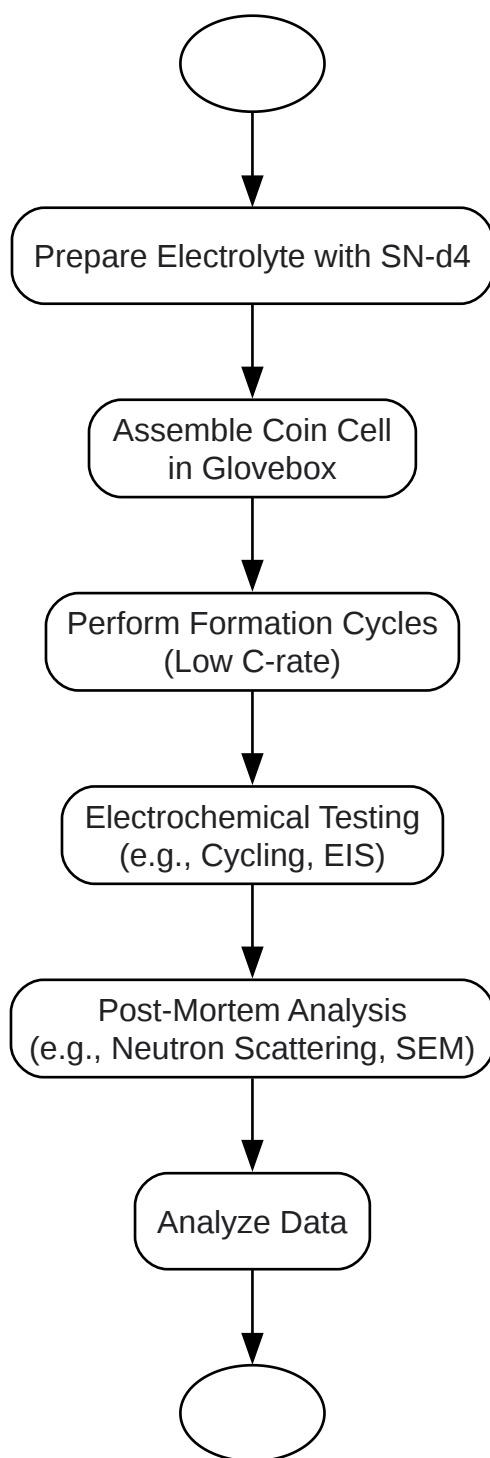 Prepare Electrolyte with SN-d4
Assemble Coin Cell
in Glovebox
Perform Formation Cycles
(Low C-rate)
Electrochemical Testing
(e.g., Cycling, EIS)
Post-Mortem Analysis
(e.g., Neutron Scattering, SEM)
Analyze Data